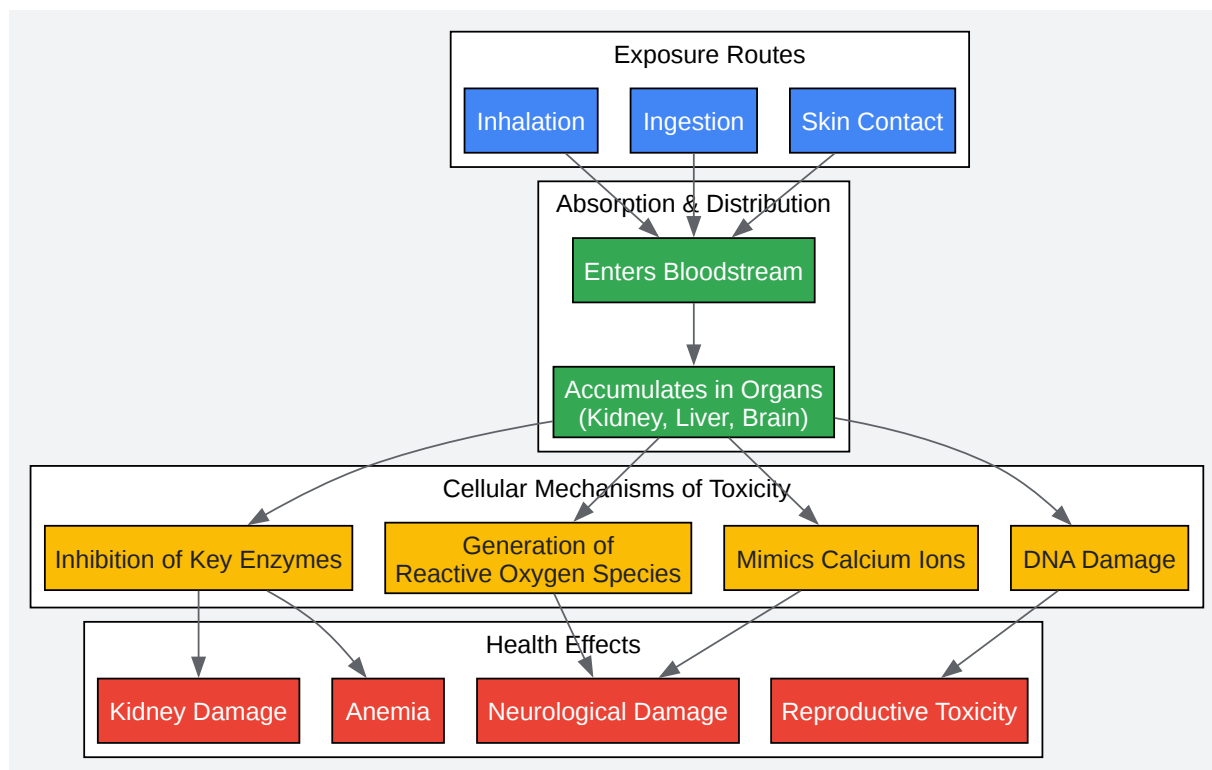 Exposure Routes
Inhalation
Ingestion
Skin Contact
Absorption & Distribution
Enters Bloodstream
Accumulates in Organs
(Kidney, Liver, Brain)
Cellular Mechanisms of Toxicity
Inhibition of Key Enzymes
Generation of
Reactive Oxygen Species
Mimics Calcium Ions
DNA Damage
Health Effects
Kidney Damage
Anemia
Neurological Damage
Reproductive Toxicity